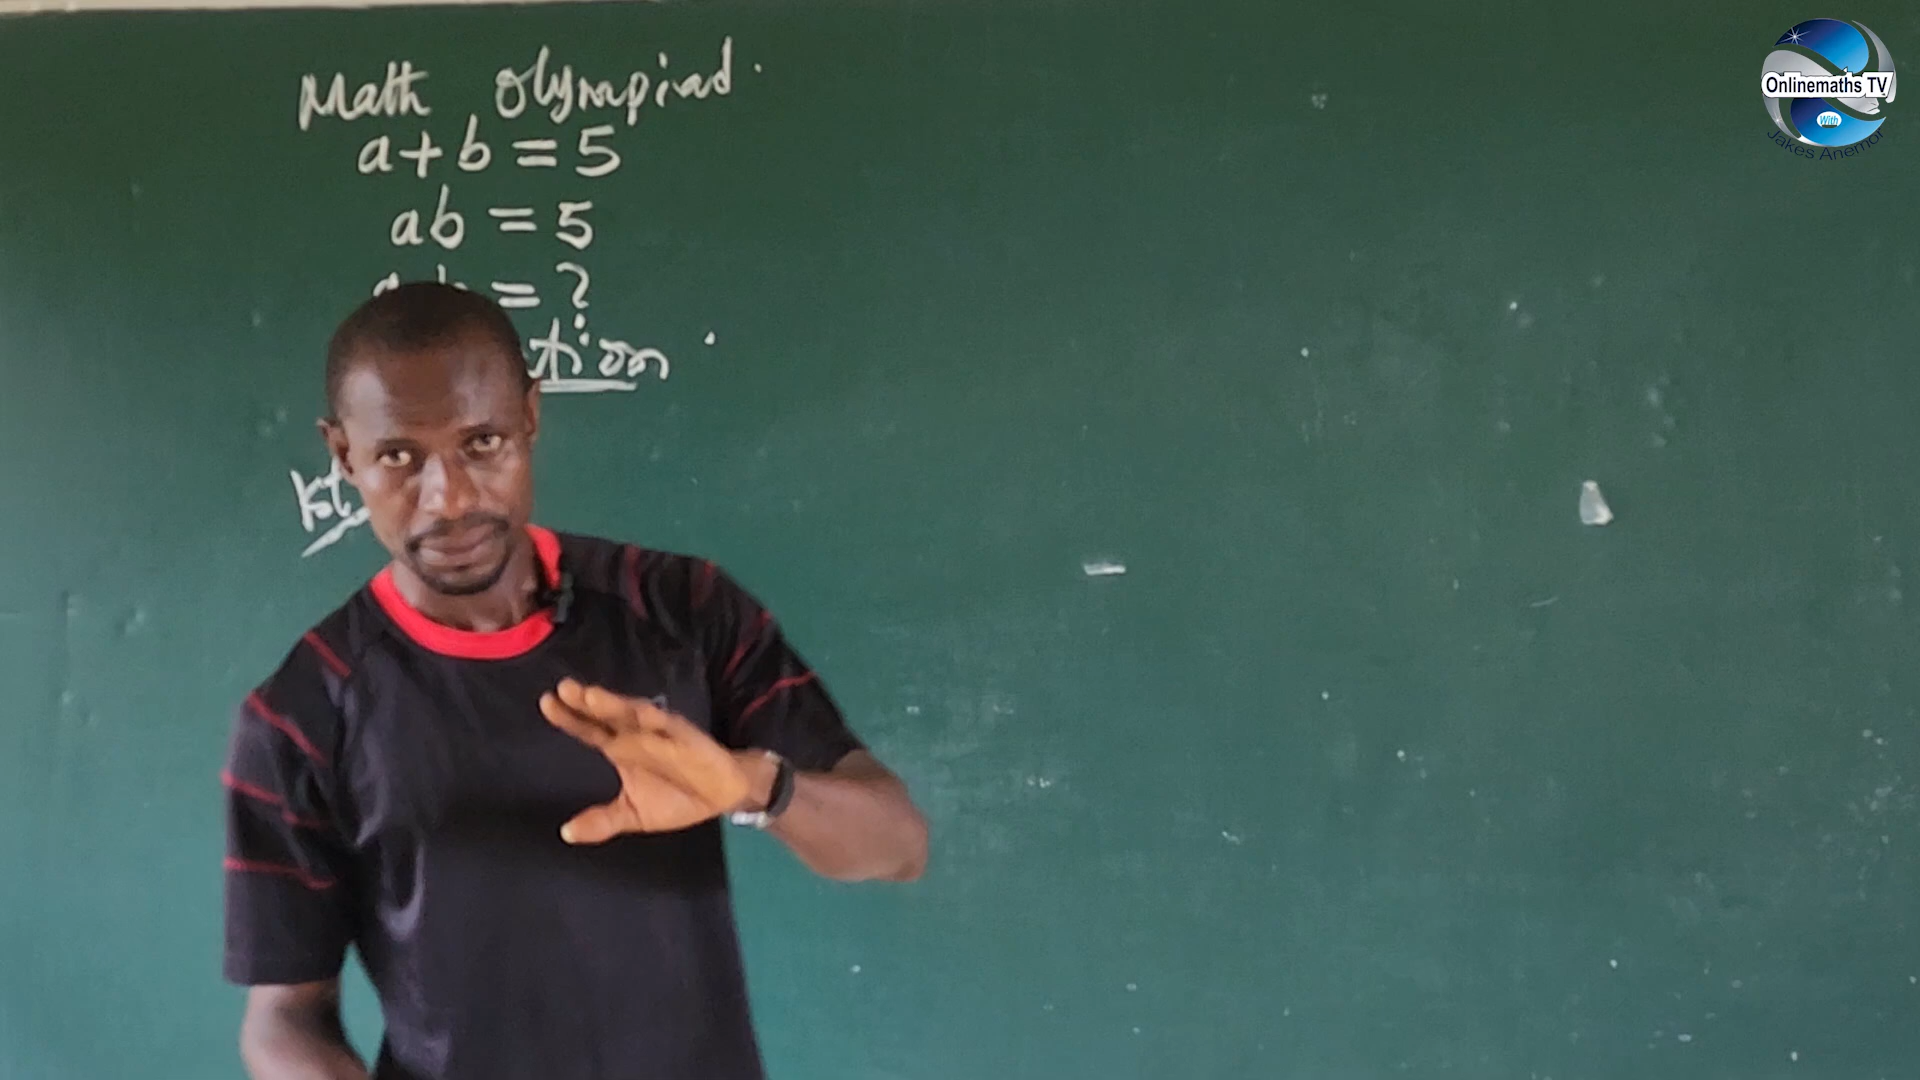 Math Olympiad.
a + b = 5
ab = 5
= ?
Onlinemaths TV
With
Jakes Anemor